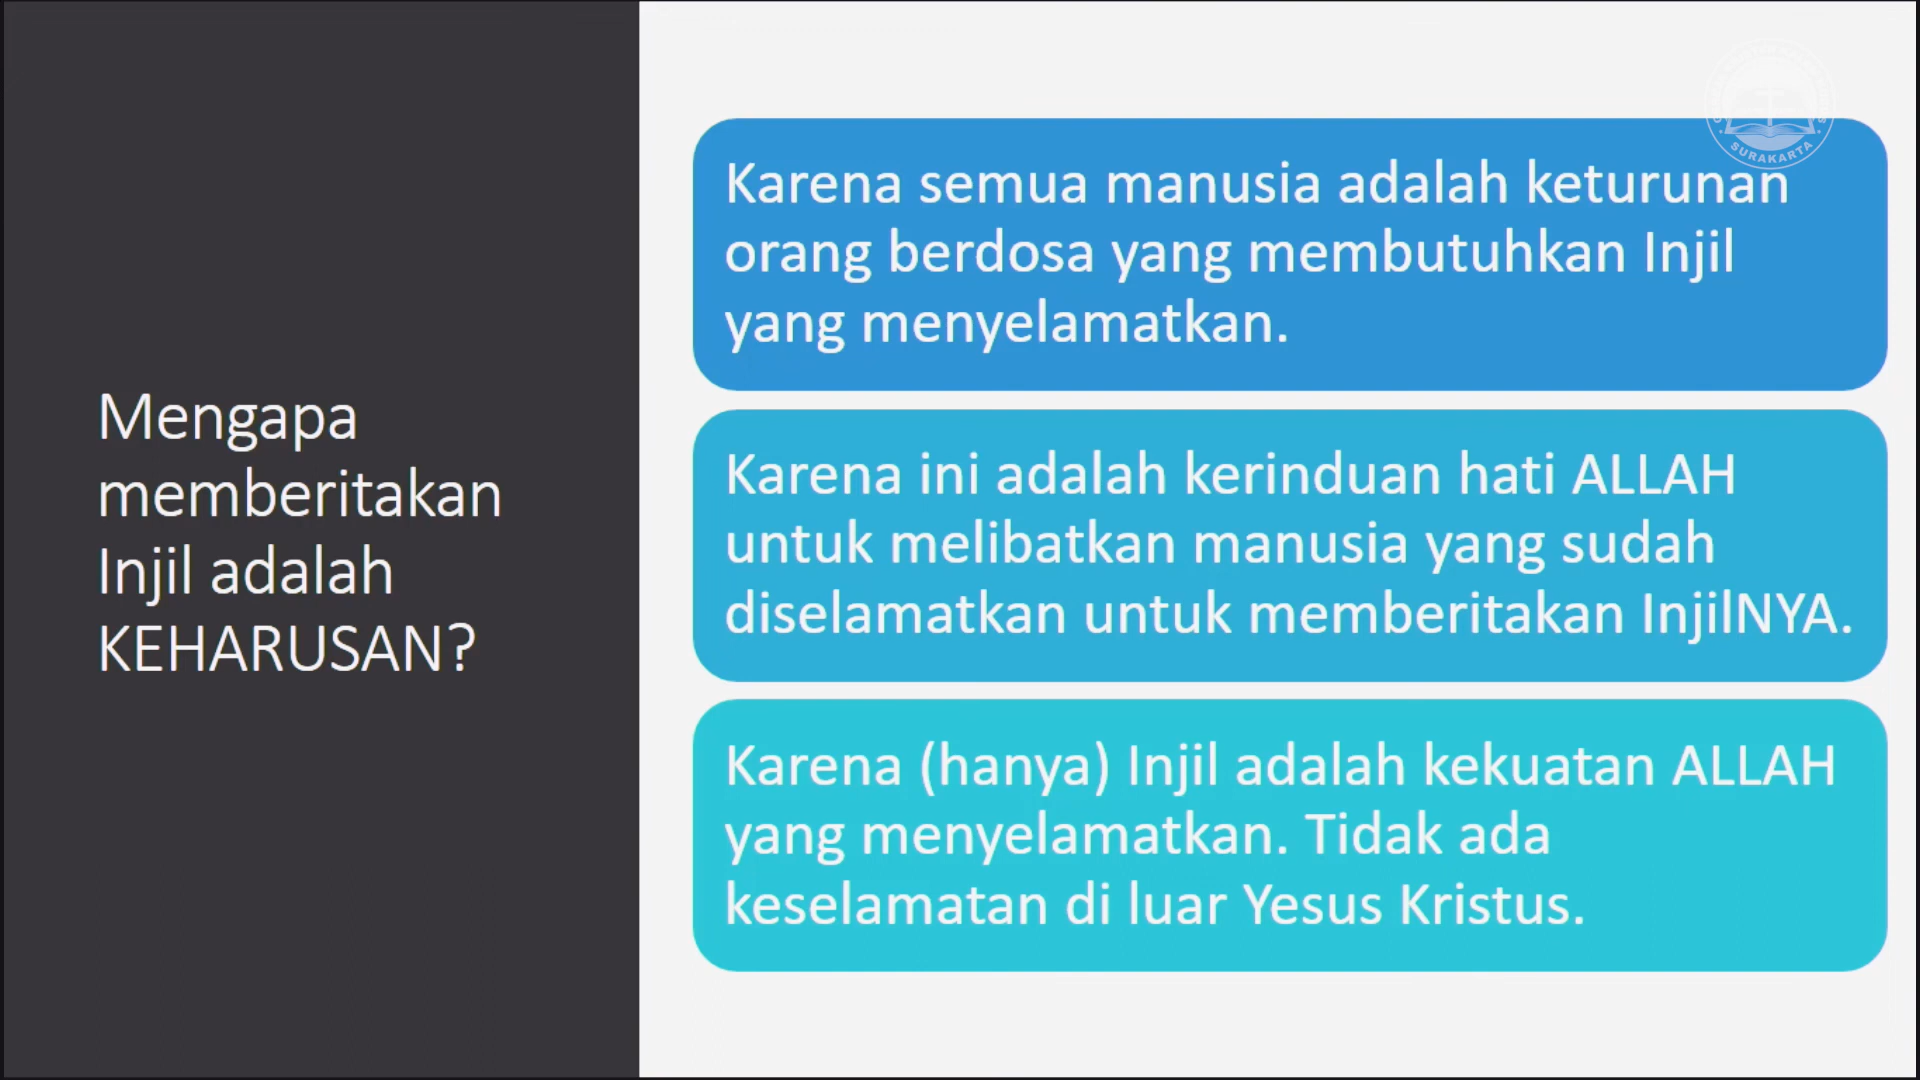 Mengapa
memberitakan
Injil adalah
KEHARUSAN?
Karena semua manusia adalah keturunan
orang berdosa yang membutuhkan Injil
yang menyelamatkan.
Karena ini adalah kerinduan hati ALLAH
untuk melibatkan manusia yang sudah
diselamatkan untuk memberitakan InjilNYA.
Karena (hanya) Injil adalah kekuatan ALLAH
yang menyelamatkan. Tidak ada
keselamatan di luar Yesus Kristus.
SURAKARTA